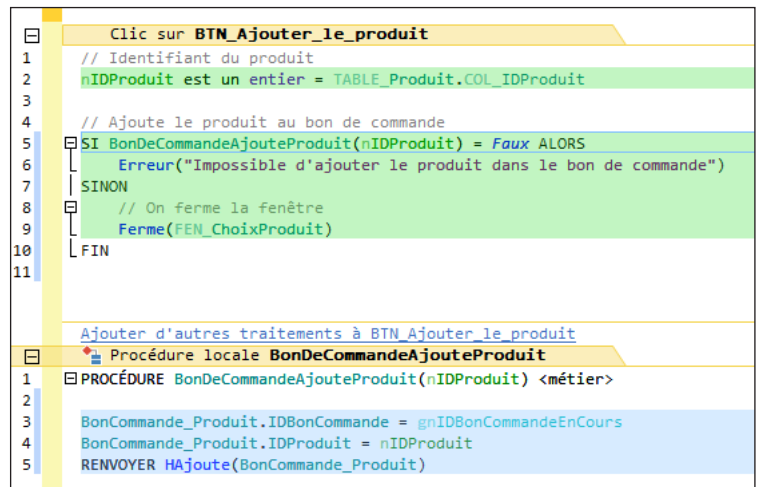 Clic sur BTN_Ajouter_le_produit
1 // Identifiant du produit
2 nIDProduit est un entier = TABLE_Produit.COL_IDProduit
3
4 // Ajoute le produit au bon de commande
5 SI BonDeCommandeAjouteProduit(nIDProduit) = Faux ALORS
6 Erreur("Impossible d'ajouter le produit dans le bon de commande")
7 SINON
8 // On ferme la fenêtre
9 Ferme(FEN_ChoixProduit)
10 FIN
11
Ajouter d'autres traitements à BTN_Ajouter_le_produit
Procédure locale BonDeCommandeAjouteProduit
1 PROCÉDURE BonDeCommandeAjouteProduit(nIDProduit) <métier>
2
3 BonCommande_Produit.IDBonCommande = gnIDBonCommandeEnCours
4 BonCommande_Produit.IDProduit = nIDProduit
5 RENVOYER HAjoute(BonCommande_Produit)